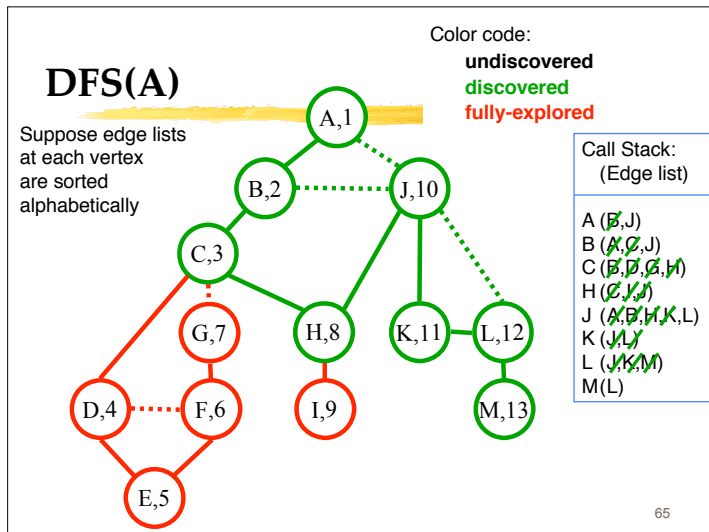 Color code:
undiscovered
discovered
fully-explored
DFS(A)
Suppose edge lists
at each vertex
are sorted
alphabetically
A,1
B,2
J,10
C,3
G,7
H,8
K,11
L,12
D,4
F,6
I,9
M,13
E,5
Call Stack:
(Edge list)
A (B,J)
B (A,C,J)
C (B,D,G,H)
H (C,I,J)
J (A,B,H,K,L)
K (J,L)
L (J,K,M)
M(L)
65